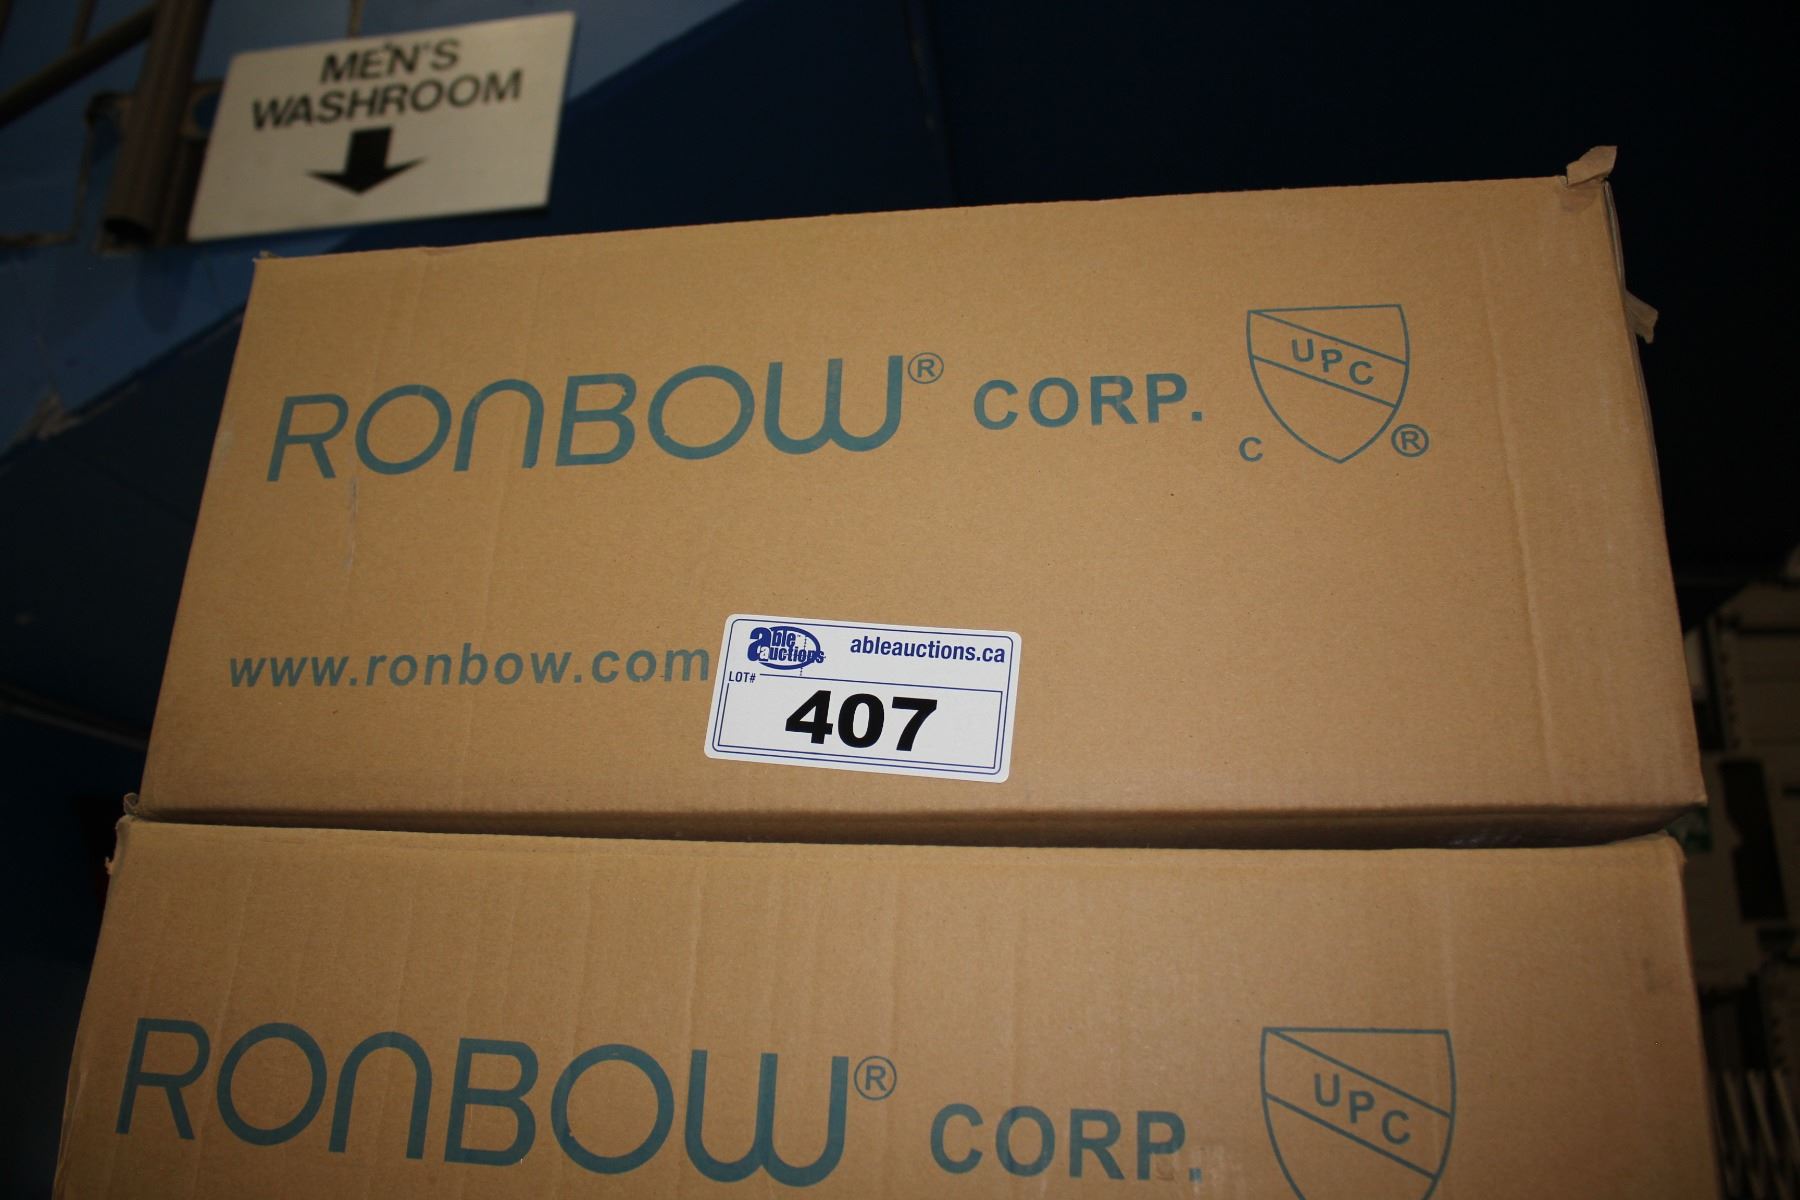 MEN'S
WASHROOM
RONBOW® CORP.
UPC
C ®
www.ronbow.com
able auctions
ableauctions.ca
LOT#
407
RONBOW® CORP.
UPC